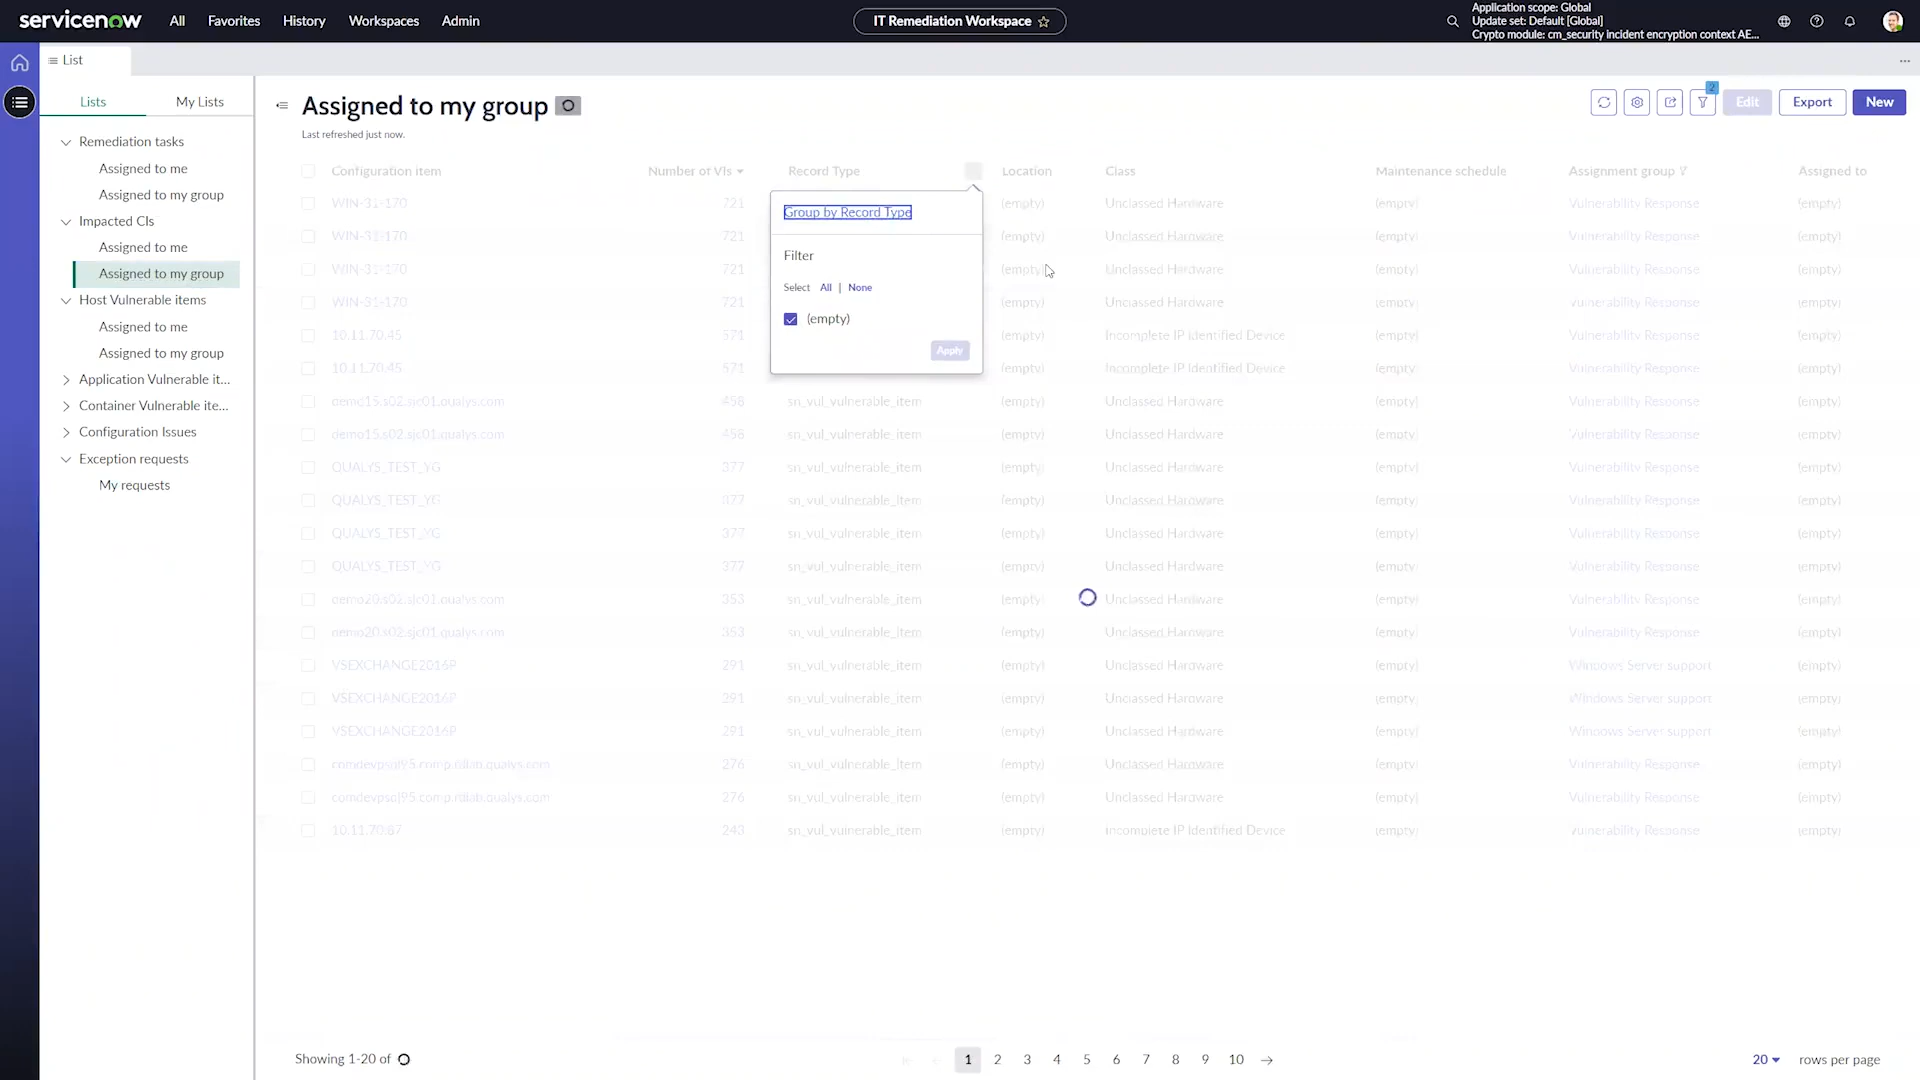 servicenow All Favorites History Workspaces Admin
IT Remediation Workspace
Application scope: Global
Update set: Default [Global]
Crypto module: cm_security incident encryption context AE...
List
Lists My Lists
Remediation tasks
Assigned to me
Assigned to my group
Impacted CIs
Assigned to me
Assigned to my group
Host Vulnerable items
Assigned to me
Assigned to my group
Application Vulnerable it...
Container Vulnerable ite...
Configuration Issues
Exception requests
My requests
Assigned to my group
Last refreshed just now.
2
Edit Export New
Configuration item Number of VIs Record Type Location Class Maintenance schedule Assignment group Assigned to
WIN-31-170 721 (empty) Unclassed Hardware (empty) Vulnerability Response (empty)
WIN-31-170 721 (empty) Unclassed Hardware (empty) Vulnerability Response (empty)
WIN-31-170 721 (empty) Unclassed Hardware (empty) Vulnerability Response (empty)
WIN-31-170 721 (empty) Unclassed Hardware (empty) Vulnerability Response (empty)
10.11.70.45 571 (empty) Incomplete IP Identified Device (empty) Vulnerability Response (empty)
10.11.70.45 571 (empty) Incomplete IP Identified Device (empty) Vulnerability Response (empty)
demo15.s02.sjc01.qualys.com 458 sn_vul_vulnerable_item (empty) Unclassed Hardware (empty) Vulnerability Response (empty)
demo15.s02.sjc01.qualys.com 458 sn_vul_vulnerable_item (empty) Unclassed Hardware (empty) Vulnerability Response (empty)
QUALYS_TEST_YG 377 sn_vul_vulnerable_item (empty) Unclassed Hardware (empty) Vulnerability Response (empty)
QUALYS_TEST_YG 377 sn_vul_vulnerable_item (empty) Unclassed Hardware (empty) Vulnerability Response (empty)
QUALYS_TEST_YG 377 sn_vul_vulnerable_item (empty) Unclassed Hardware (empty) Vulnerability Response (empty)
QUALYS_TEST_YG 377 sn_vul_vulnerable_item (empty) Unclassed Hardware (empty) Vulnerability Response (empty)
demo20.s02.sjc01.qualys.com 353 sn_vul_vulnerable_item (empty) Unclassed Hardware (empty) Vulnerability Response (empty)
demo20.s02.sjc01.qualys.com 353 sn_vul_vulnerable_item (empty) Unclassed Hardware (empty) Vulnerability Response (empty)
VSEXCHANGE2016P 291 sn_vul_vulnerable_item (empty) Unclassed Hardware (empty) Windows Server support (empty)
VSEXCHANGE2016P 291 sn_vul_vulnerable_item (empty) Unclassed Hardware (empty) Windows Server support (empty)
VSEXCHANGE2016P 291 sn_vul_vulnerable_item (empty) Unclassed Hardware (empty) Windows Server support (empty)
276 sn_vul_vulnerable_item (empty) Unclassed Hardware (empty) Vulnerability Response (empty)
276 sn_vul_vulnerable_item (empty) Unclassed Hardware (empty) Vulnerability Response (empty)
10.11.70.67 243 sn_vul_vulnerable_item (empty) Incomplete IP Identified Device (empty) Vulnerability Response (empty)
Group by Record Type
Filter
Select All | None
(empty)
Apply
Showing 1-20 of 1 2 3 4 5 6 7 8 9 10 20 rows per page